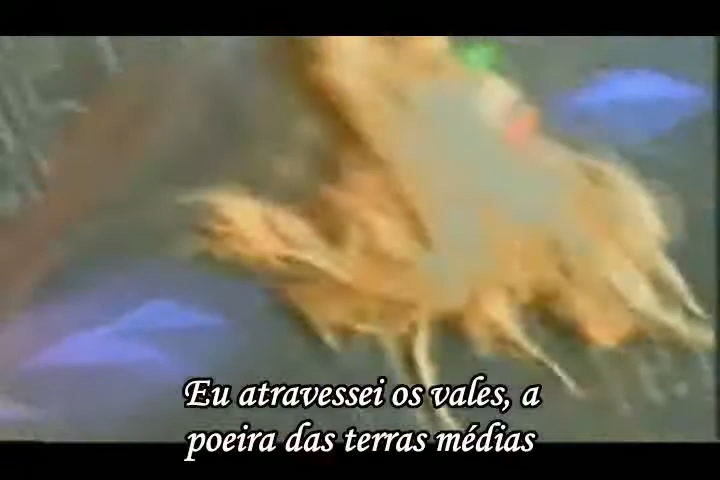 Eu atravessei os vales, a
poeira das terras médias